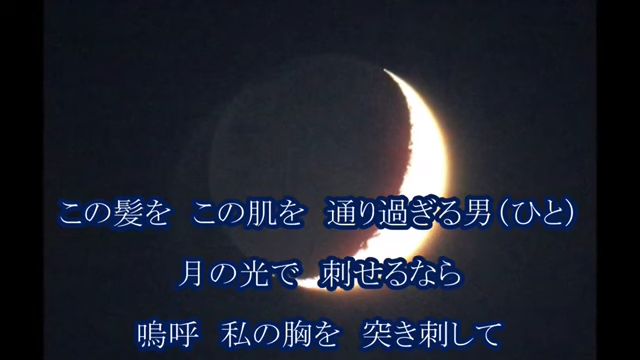 この髪を　この肌を　通り過ぎる男（ひと）
月の光で　刺せるなら
嗚呼　私の胸を　突き刺して